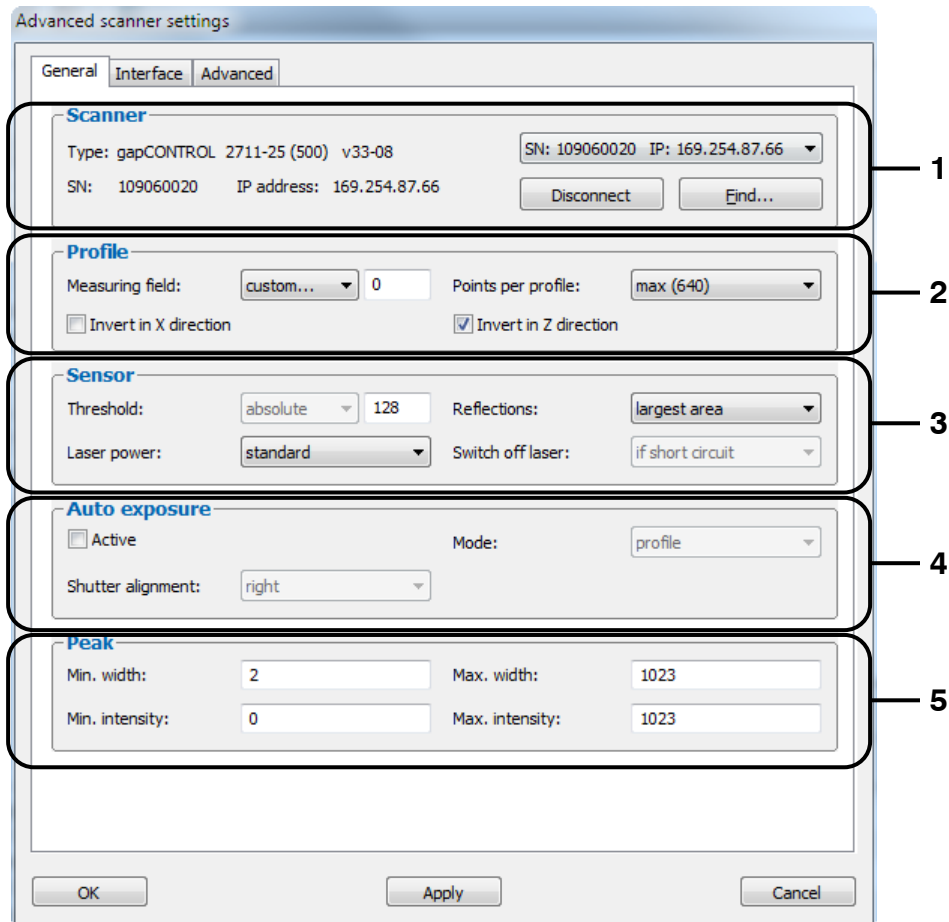 Advanced scanner settings
General Interface Advanced
Scanner
Type: gapCONTROL 2711-25 (500) v33-08
SN: 109060020 IP: 169.254.87.66
SN: 109060020 IP address: 169.254.87.66
Disconnect Find...
1
Profile
Measuring field: custom... 0 Points per profile: max (640)
Invert in X direction Invert in Z direction
2
Sensor
Threshold: absolute 128 Reflections: largest area
Laser power: standard Switch off laser: if short circuit
3
Auto exposure
Active Mode: profile
Shutter alignment: right
4
Peak
Min. width: 2 Max. width: 1023
Min. intensity: 0 Max. intensity: 1023
5
OK Apply Cancel